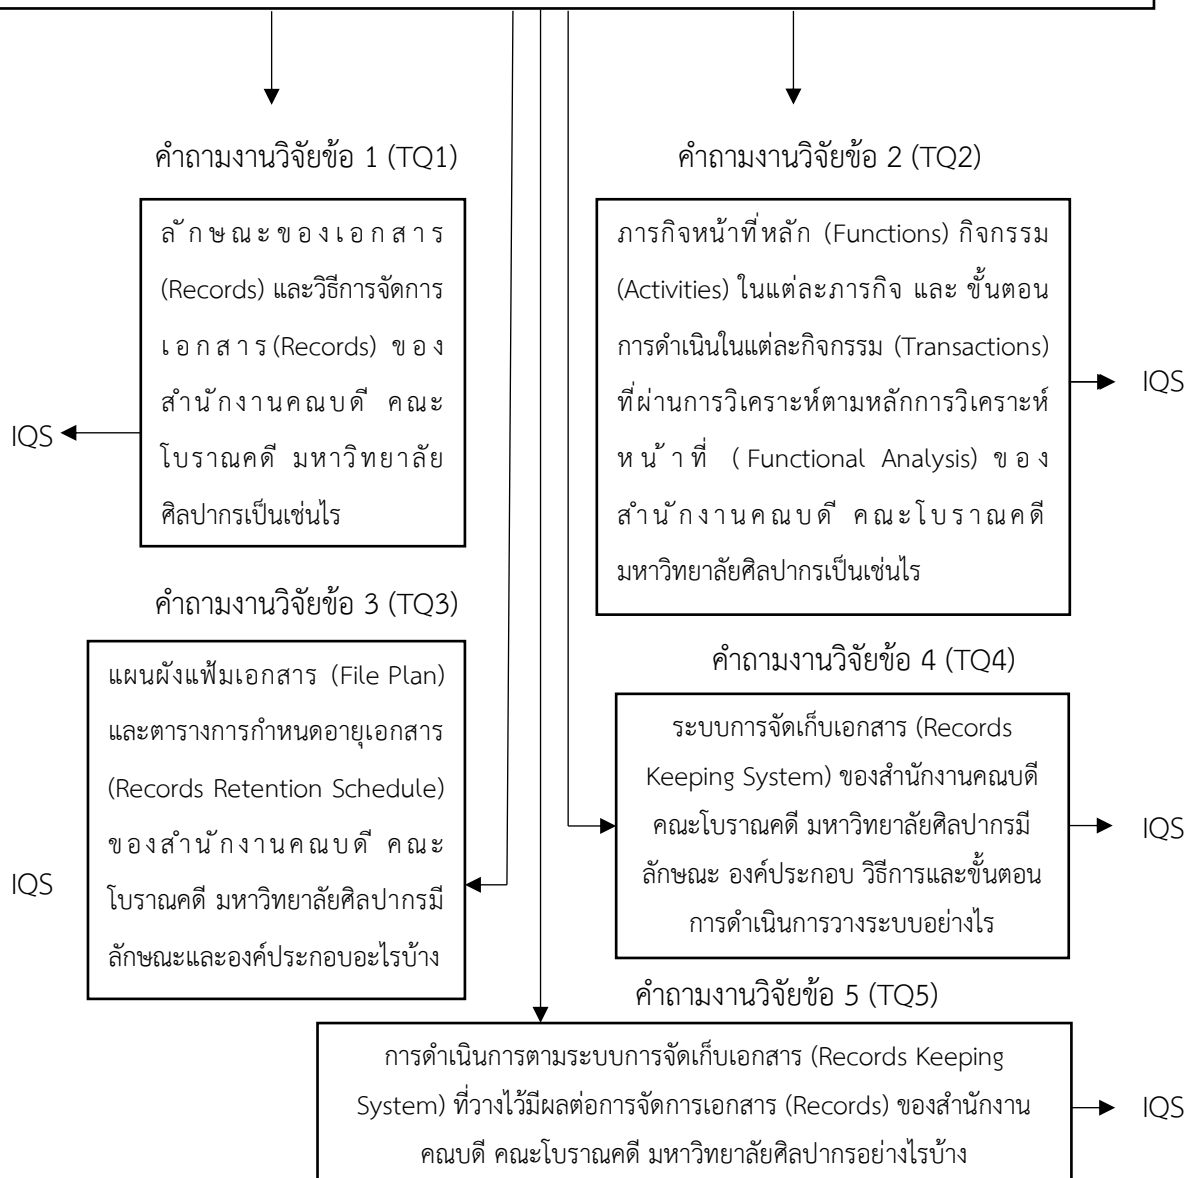 คำถามงานวิจัยข้อ 1 (TQ1)
ลักษณะของเอกสาร
(Records) และวิธีการจัดการ
เอกสาร(Records) ของ
สำนักงานคณบดี คณะ
โบราณคดี มหาวิทยาลัย
ศิลปากรเป็นเช่นไร
IQS
คำถามงานวิจัยข้อ 2 (TQ2)
ภารกิจหน้าที่หลัก (Functions) กิจกรรม
(Activities) ในแต่ละภารกิจ และ ขั้นตอน
การดำเนินในแต่ละกิจกรรม (Transactions)
ที่ผ่านการวิเคราะห์ตามหลักการวิเคราะห์
หน้าที่ (Functional Analysis) ของ
สำนักงานคณบดี คณะโบราณคดี
มหาวิทยาลัยศิลปากรเป็นเช่นไร
IQS
คำถามงานวิจัยข้อ 3 (TQ3)
แผนผังแฟ้มเอกสาร (File Plan)
และตารางการกำหนดอายุเอกสาร
(Records Retention Schedule)
ของสำนักงานคณบดี คณะ
โบราณคดี มหาวิทยาลัยศิลปากรมี
ลักษณะและองค์ประกอบอะไรบ้าง
IQS
คำถามงานวิจัยข้อ 4 (TQ4)
ระบบการจัดเก็บเอกสาร (Records
Keeping System) ของสำนักงานคณบดี
คณะโบราณคดี มหาวิทยาลัยศิลปากรมี
ลักษณะ องค์ประกอบ วิธีการและขั้นตอน
การดำเนินการวางระบบอย่างไร
IQS
คำถามงานวิจัยข้อ 5 (TQ5)
การดำเนินการตามระบบการจัดเก็บเอกสาร (Records Keeping
System) ที่วางไว้มีผลต่อการจัดการเอกสาร (Records) ของสำนักงาน
คณบดี คณะโบราณคดี มหาวิทยาลัยศิลปากรอย่างไรบ้าง
IQS